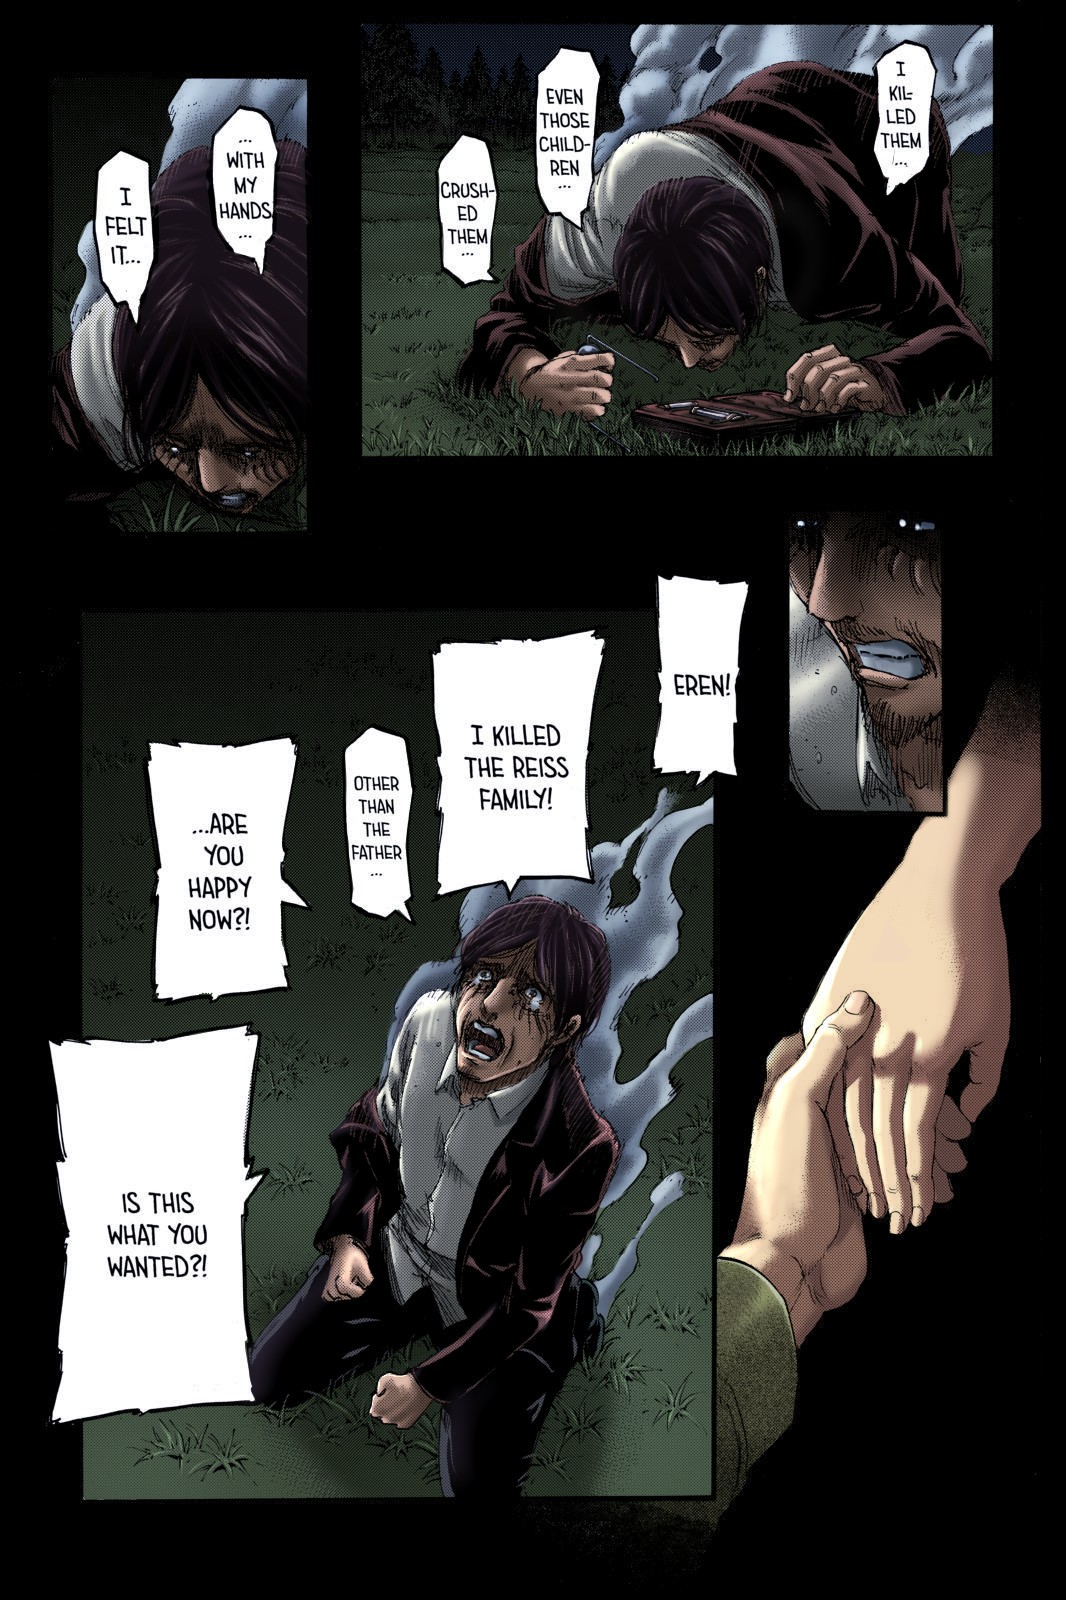 I
KIL-
LED
THEM
...
EVEN
THOSE
CHILD-
REN
...
CRUSH-
ED
THEM
...
...
WITH
MY
HANDS
...
I
FELT
IT...
EREN!
I KILLED
THE REISS
FAMILY!
OTHER
THAN
THE
FATHER
...
...ARE
YOU
HAPPY
NOW?!
IS THIS
WHAT YOU
WANTED?!